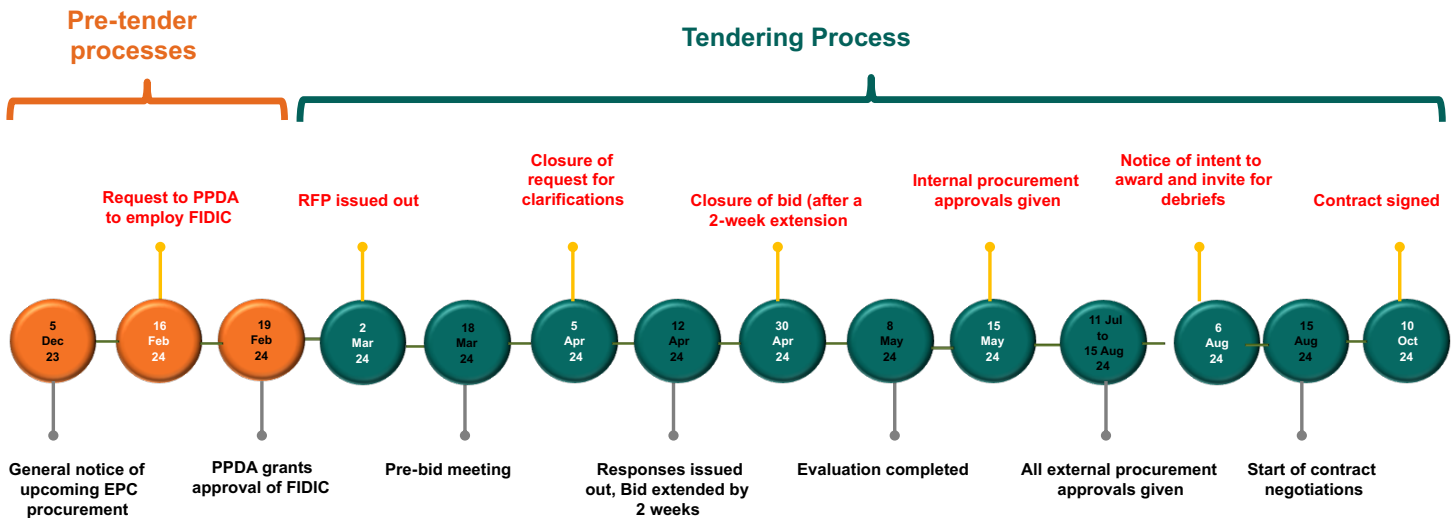 Pre-tender
processes
Tendering Process
Request to PPDA
to employ FIDIC
RFP issued out
Closure of
request for
clarifications
Closure of bid (after a
2-week extension
Internal procurement
approvals given
Notice of intent to
award and invite for
debriefs
Contract signed
5
Dec
23
16
Feb
24
19
Feb
24
2
Mar
24
18
Mar
24
5
Apr
24
12
Apr
24
30
Apr
24
8
May
24
15
May
24
11 Jul
to
15 Aug
24
6
Aug
24
15
Aug
24
10
Oct
24
General notice of
upcoming EPC
procurement
PPDA grants
approval of FIDIC
Pre-bid meeting
Responses issued
out, Bid extended by
2 weeks
Evaluation completed
All external procurement
approvals given
Start of contract
negotiations